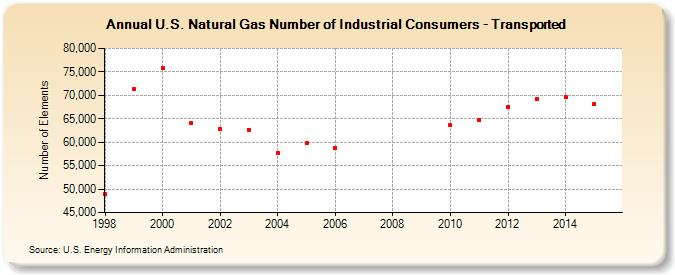 Annual U.S. Natural Gas Number of Industrial Consumers - Transported
Number of Elements
80,000
75,000
70,000
65,000
60,000
55,000
50,000
45,000
1998 2000 2002 2004 2006 2008 2010 2012 2014
Source: U.S. Energy Information Administration